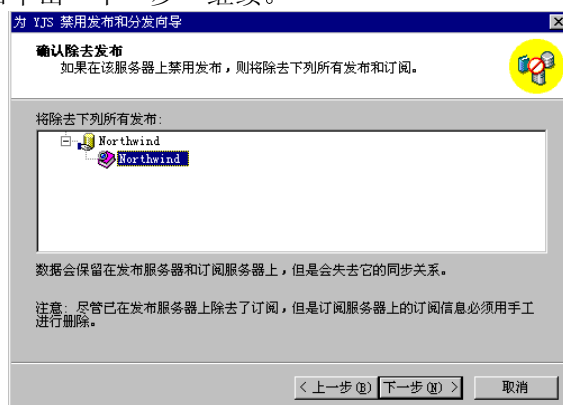 为 YJS 禁用发布和分发向导
确认除去发布
如果在该服务器上禁用发布，则将除去下列所有发布和订阅。
将除去下列所有发布:
Northwind
Northwind
数据会保留在发布服务器和订阅服务器上，但是会失去它的同步关系。
注意: 尽管已在发布服务器上除去了订阅，但是订阅服务器上的订阅信息必须用手工
进行删除。
< 上一步(B) 下一步(N) > 取消